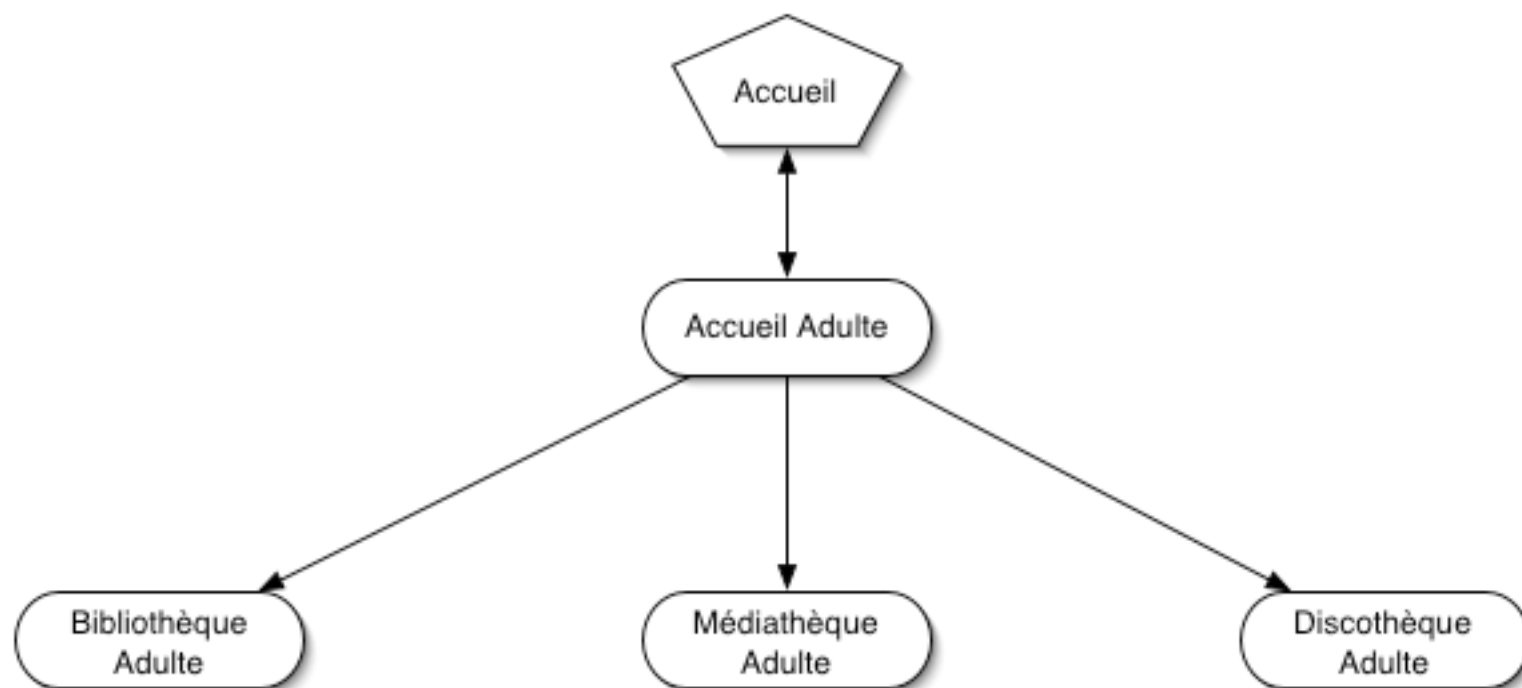 Accueil
Accueil Adulte
Bibliothèque
Adulte
Médiathèque
Adulte
Discothèque
Adulte